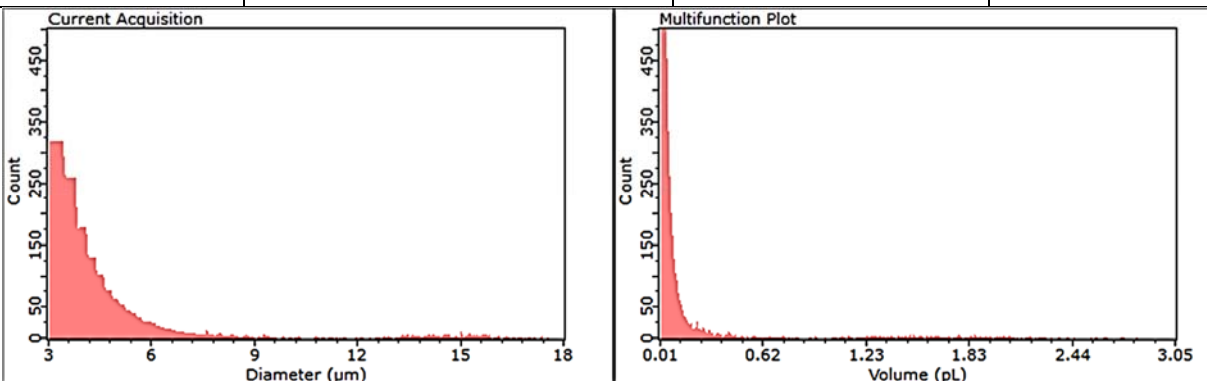 Current Acquisition
Count
450
350
250
150
50
0
3 6 9 12 15 18
Diameter (µm)
Multifunction Plot
Count
450
350
250
150
50
0
0.01 0.62 1.23 1.83 2.44 3.05
Volume (pL)